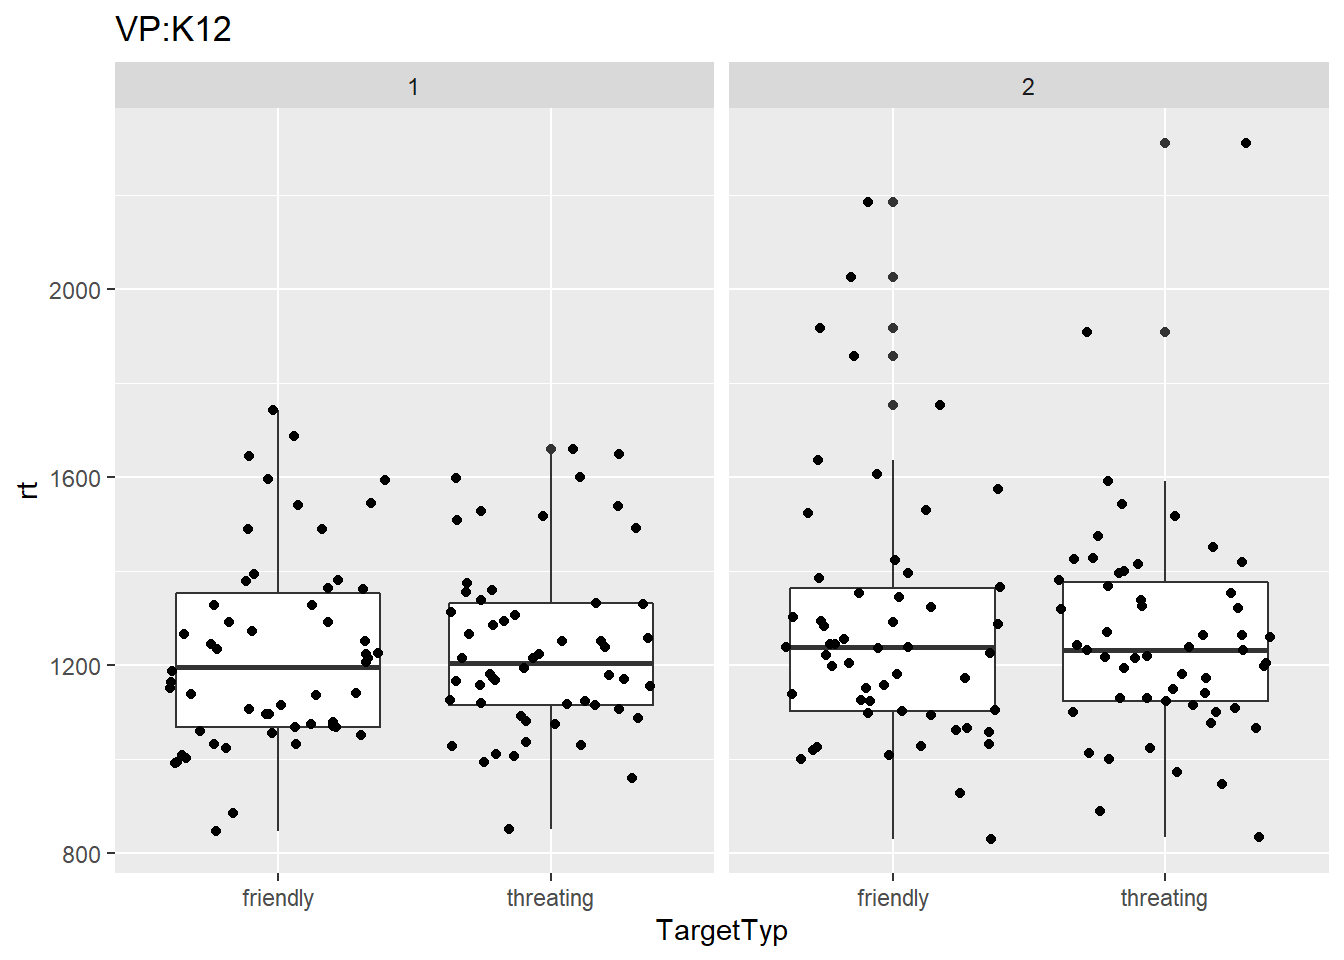 VP:K12
1
2
rt
2000
1600
1200
800
friendly
threating
friendly
threating
TargetTyp